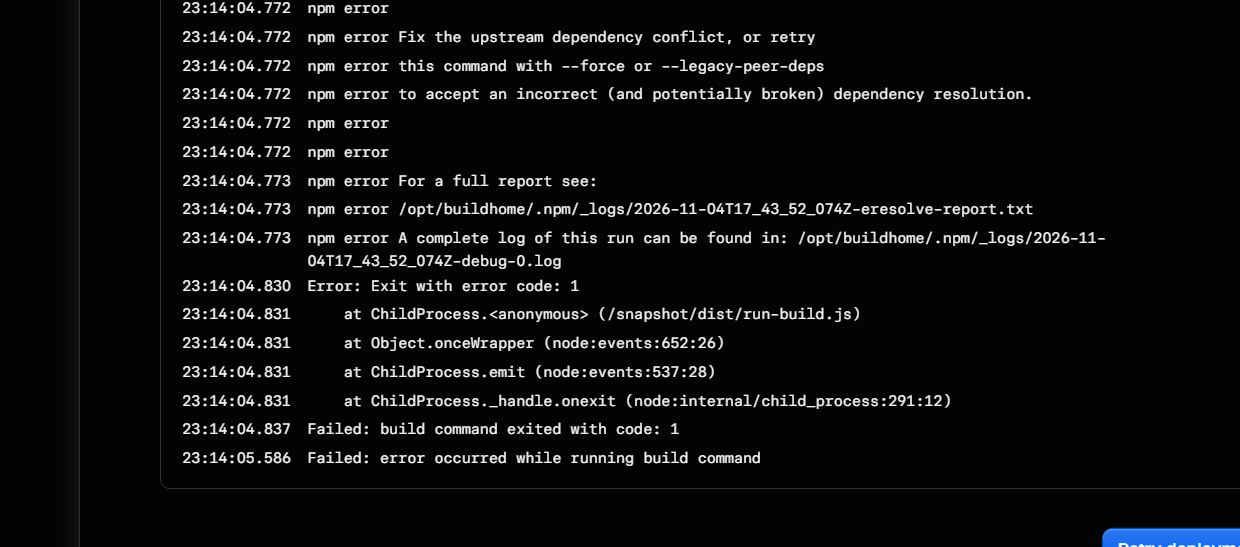 23:14:04.772 npm error
23:14:04.772 npm error Fix the upstream dependency conflict, or retry
23:14:04.772 npm error this command with --force or --legacy-peer-deps
23:14:04.772 npm error to accept an incorrect (and potentially broken) dependency resolution.
23:14:04.772 npm error
23:14:04.772 npm error
23:14:04.773 npm error For a full report see:
23:14:04.773 npm error /opt/buildhome/.npm/_logs/2026-11-04T17_43_52_074Z-eresolve-report.txt
23:14:04.773 npm error A complete log of this run can be found in: /opt/buildhome/.npm/_logs/2026-11-
04T17_43_52_074Z-debug-0.log
23:14:04.830 Error: Exit with error code: 1
23:14:04.831 at ChildProcess.<anonymous> (/snapshot/dist/run-build.js)
23:14:04.831 at Object.onceWrapper (node:events:652:26)
23:14:04.831 at ChildProcess.emit (node:events:537:28)
23:14:04.831 at ChildProcess._handle.onexit (node:internal/child_process:291:12)
23:14:04.837 Failed: build command exited with code: 1
23:14:05.586 Failed: error occurred while running build command